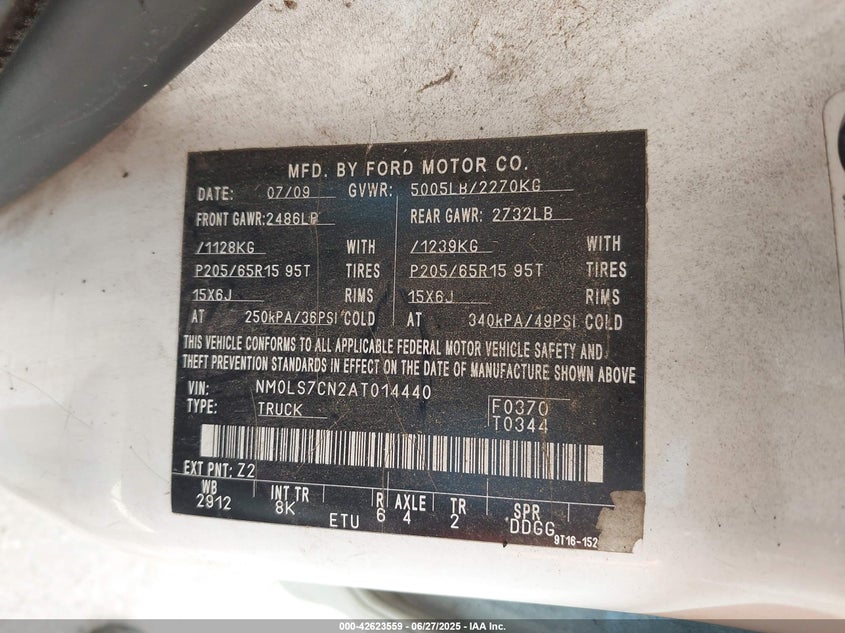 MFD. BY FORD MOTOR CO.
DATE: 07/09 GVWR: 5005LB/2270KG
FRONT GAWR: 2486LB REAR GAWR: 2732LB
/1128KG WITH /1239KG WITH
P205/65R15 95T TIRES P205/65R15 95T TIRES
15X6J RIMS 15X6J RIMS
AT 250kPA/36PSI COLD AT 340kPA/49PSI COLD
THIS VEHICLE CONFORMS TO ALL APPLICABLE FEDERAL MOTOR VEHICLE SAFETY AND
THEFT PREVENTION STANDARDS IN EFFECT ON THE DATE OF MANUFACTURE SHOWN ABOVE
VIN: NM0LS7CN2AT014440
TYPE: TRUCK F0370
T0344
EXT PNT: Z2
WB INT TR R AXLE TR SPR
2912 8K 6 4 2 DDGG
ETU
9T16-152
000-42623559 - 06/27/2025 - IAA Inc.